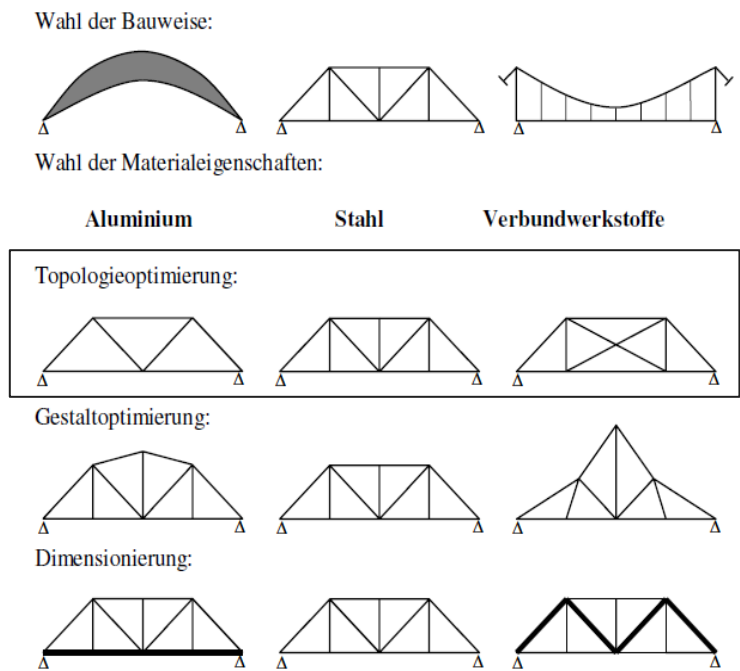 Wahl der Bauweise:
Wahl der Materialeigenschaften:
Aluminium Stahl Verbundwerkstoffe
Topologieoptimierung:
Gestaltoptimierung:
Dimensionierung: